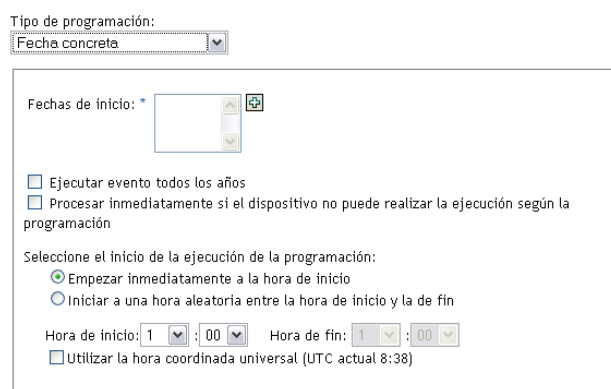 Tipo de programación:
Fecha concreta
Fechas de inicio: *
Ejecutar evento todos los años
Procesar inmediatamente si el dispositivo no puede realizar la ejecución según la
programación
Seleccione el inicio de la ejecución de la programación:
Empezar inmediatamente a la hora de inicio
Iniciar a una hora aleatoria entre la hora de inicio y la de fin
Hora de inicio: 1 : 00 Hora de fin: 1 : 00
Utilizar la hora coordinada universal (UTC actual 8:38)